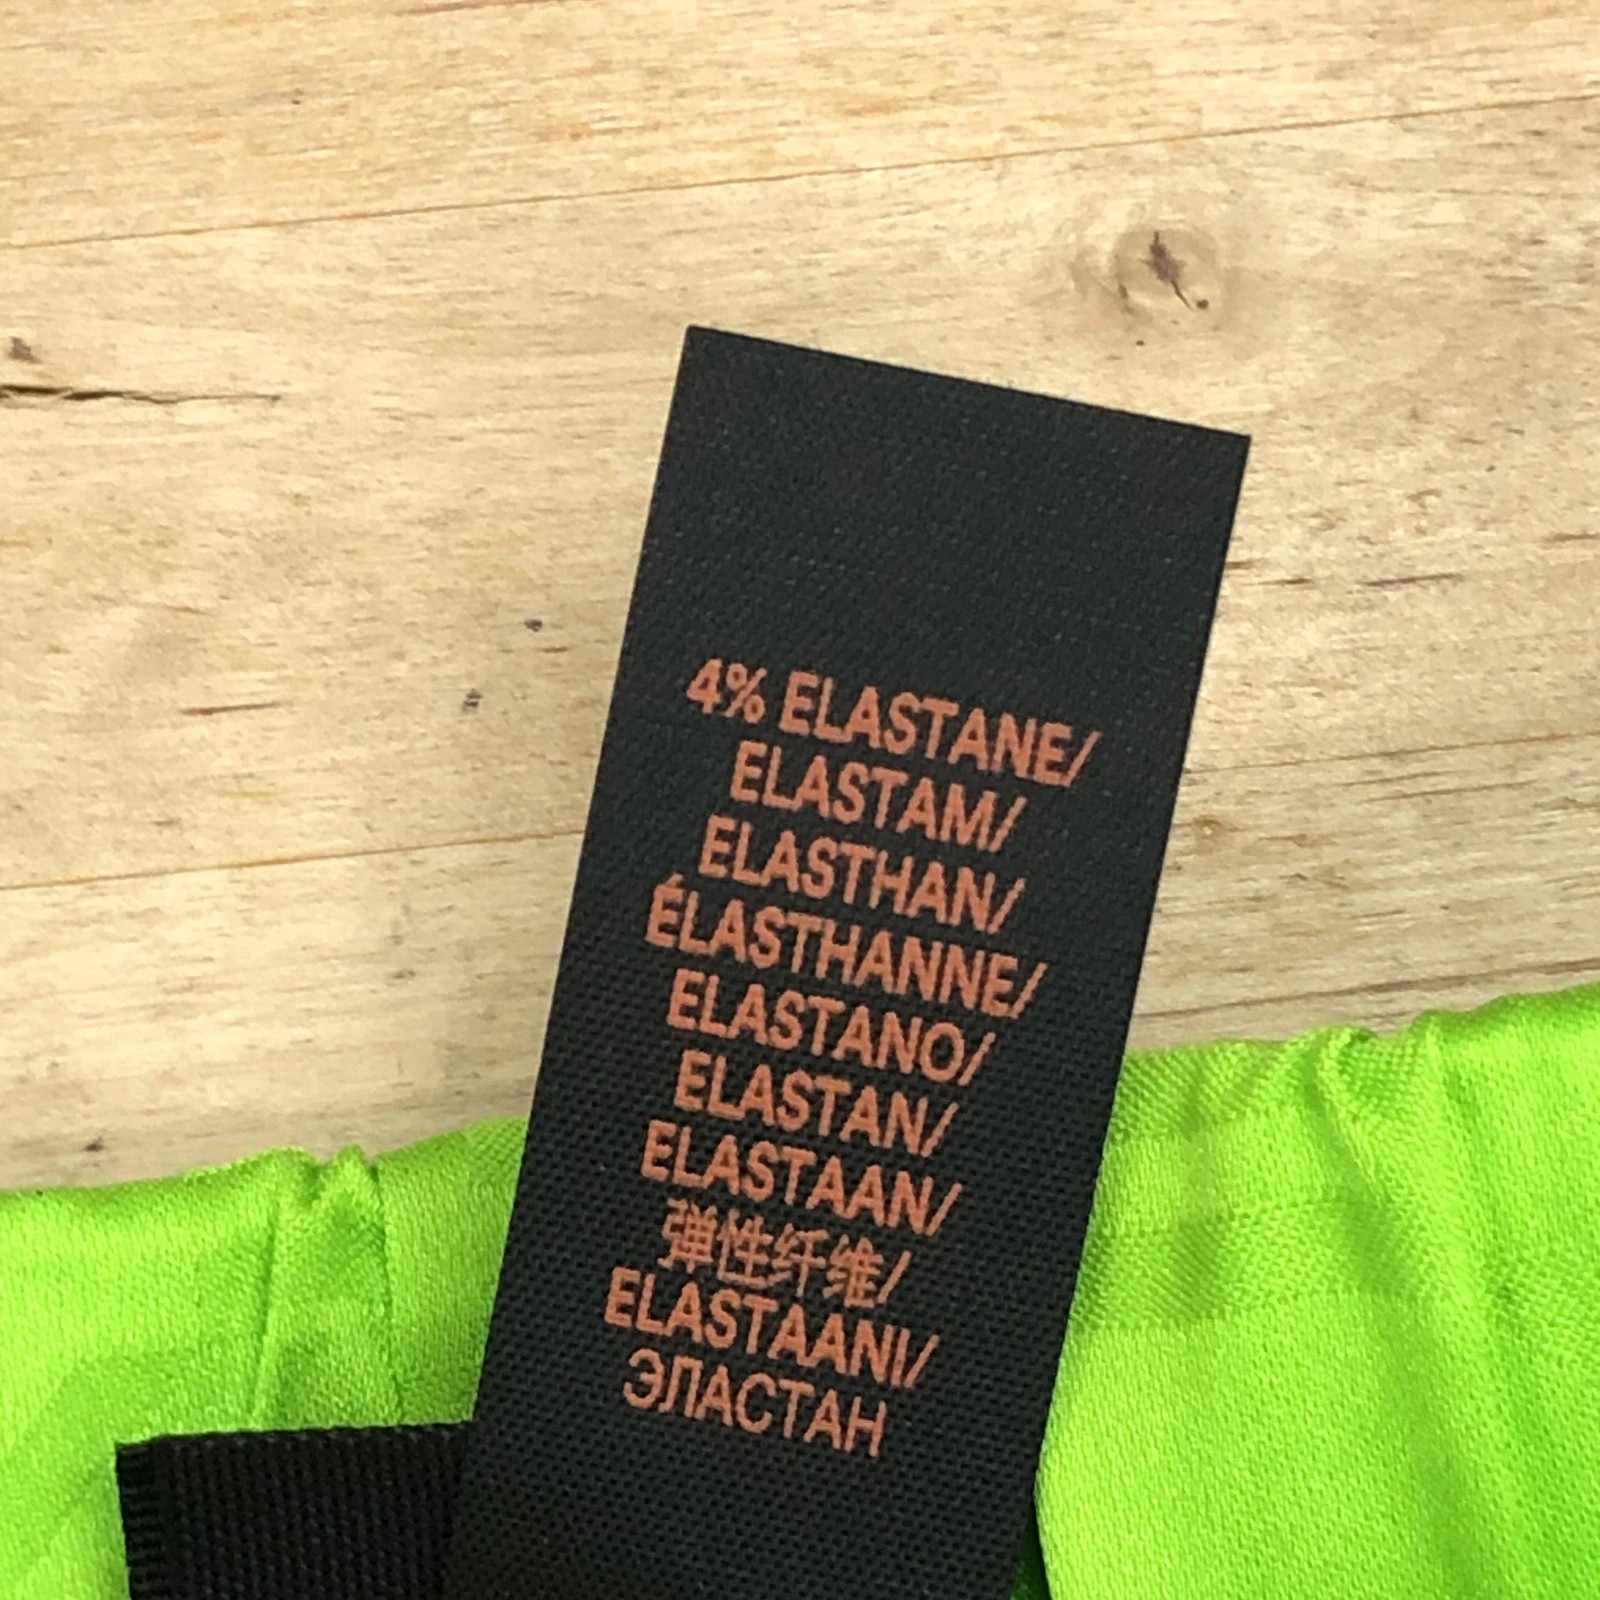 4% ELASTANE/
ELASTAM/
ELASTHAN/
ÉLASTHANNE/
ELASTANO/
ELASTAN/
ELASTAAN/
弹性纤维/
ELASTAANI/
ЭЛАСТАН